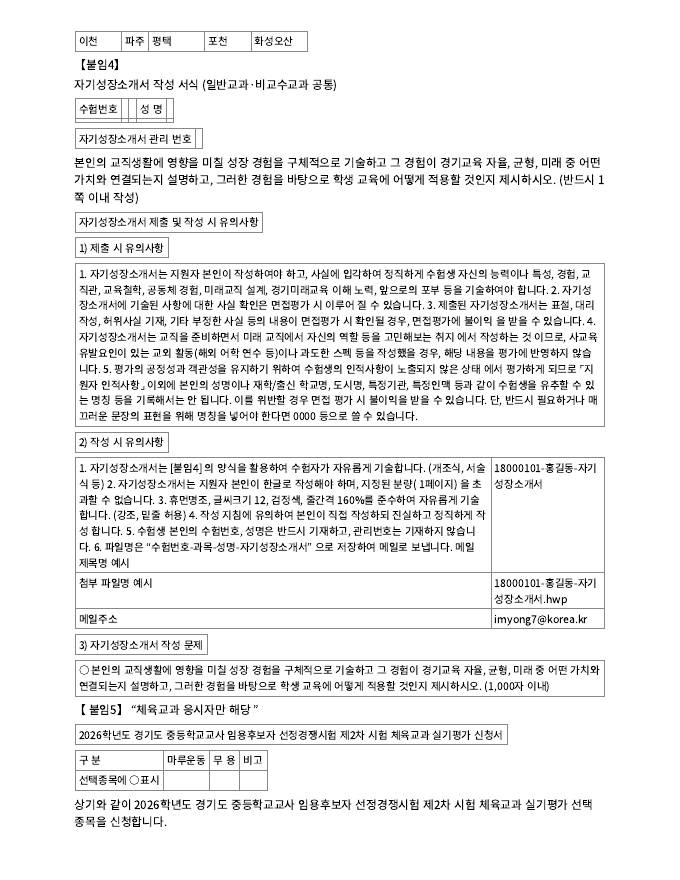 이천 파주 평택 포천 화성오산
【붙임4】
자기성장소개서 작성 서식 (일반교과·비교수교과 공통)
수험번호 성 명
자기성장소개서 관리 번호
본인의 교직생활에 영향을 미칠 성장 경험을 구체적으로 기술하고 그 경험이 경기교육 자율, 균형, 미래 중 어떤
가치와 연결되는지 설명하고, 그러한 경험을 바탕으로 학생 교육에 어떻게 적용할 것인지 제시하시오. (반드시 1
쪽 이내 작성)
자기성장소개서 제출 및 작성 시 유의사항
1) 제출 시 유의사항
1. 자기성장소개서는 지원자 본인이 작성하여야 하고, 사실에 입각하여 정직하게 수험생 자신의 능력이나 특성, 경험, 교
직관, 교육철학, 공동체 경험, 미래교직 설계, 경기미래교육 이해 노력, 앞으로의 포부 등을 기술하여야 합니다. 2. 자기성
장소개서에 기술된 사항에 대한 사실 확인은 면접평가 시 이루어 질 수 있습니다. 3. 제출된 자기성장소개서는 표절, 대리
작성, 허위사실 기재, 기타 부정한 사실 등의 내용이 면접평가 시 확인될 경우, 면접평가에 불이익 을 받을 수 있습니다. 4.
자기성장소개서는 교직을 준비하면서 미래 교직에서 자신의 역할 등을 고민해보는 취지 에서 작성하는 것 이므로, 사교육
유발요인이 있는 교외 활동(해외 어학 연수 등)이나 과도한 스펙 등을 작성했을 경우, 해당 내용을 평가에 반영하지 않습
니다. 5. 평가의 공정성과 객관성을 유지하기 위하여 수험생의 인적사항이 노출되지 않은 상태 에서 평가하게 되므로 ｢지
원자 인적사항｣ 이외에 본인의 성명이나 재학/출신 학교명, 도시명, 특정기관, 특정인맥 등과 같이 수험생을 유추할 수 있
는 명칭 등을 기록해서는 안 됩니다. 이를 위반할 경우 면접 평가 시 불이익을 받을 수 있습니다. 단, 반드시 필요하거나 매
끄러운 문장의 표현을 위해 명칭을 넣어야 한다면 0000 등으로 쓸 수 있습니다.
2) 작성 시 유의사항
1. 자기성장소개서는 [붙임4]의 양식을 활용하여 수험자가 자유롭게 기술합니다. (개조식, 서술
식 등) 2. 자기성장소개서는 지원자 본인이 한글로 작성해야 하며, 지정된 분량( 1페이지) 을 초
과할 수 없습니다. 3. 휴먼명조, 글씨크기 12, 검정색, 줄간격 160%를 준수하여 자유롭게 기술
합니다. (강조, 밑줄 허용) 4. 작성 지침에 유의하여 본인이 직접 작성하되 진실하고 정직하게 작
성 합니다. 5. 수험생 본인의 수험번호, 성명은 반드시 기재하고, 관리번호는 기재하지 않습니
다. 6. 파일명은 “수험번호-과목-성명-자기성장소개서” 으로 저장하여 메일로 보냅니다. 메일
제목명 예시
18000101-홍길동-자기
성장소개서
첨부 파일명 예시
18000101-홍길동-자기
성장소개서.hwp
메일주소 imyong7@korea.kr
3) 자기성장소개서 작성 문제
○ 본인의 교직생활에 영향을 미칠 성장 경험을 구체적으로 기술하고 그 경험이 경기교육 자율, 균형, 미래 중 어떤 가치와
연결되는지 설명하고, 그러한 경험을 바탕으로 학생 교육에 어떻게 적용할 것인지 제시하시오. (1,000자 이내)
【 붙임5】 “체육교과 응시자만 해당 ”
2026학년도 경기도 중등학교교사 임용후보자 선정경쟁시험 제2차 시험 체육교과 실기평가 신청서
구 분 마루운동 무 용 비고
선택종목에 ○표시
상기와 같이 2026학년도 경기도 중등학교교사 임용후보자 선정경쟁시험 제2차 시험 체육교과 실기평가 선택
종목을 신청합니다.